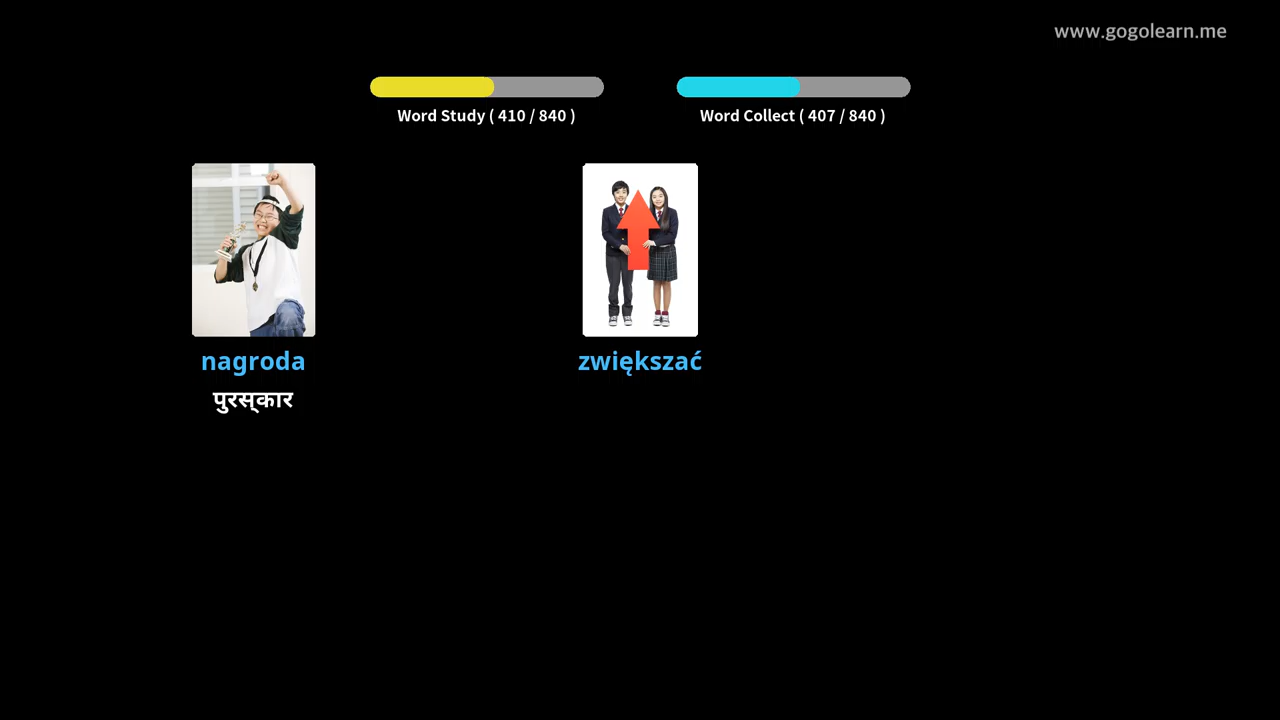 www.gogolearn.me
Word Study ( 410 / 840 )
Word Collect ( 407 / 840 )
nagroda
पुरस्कार
zwiększać